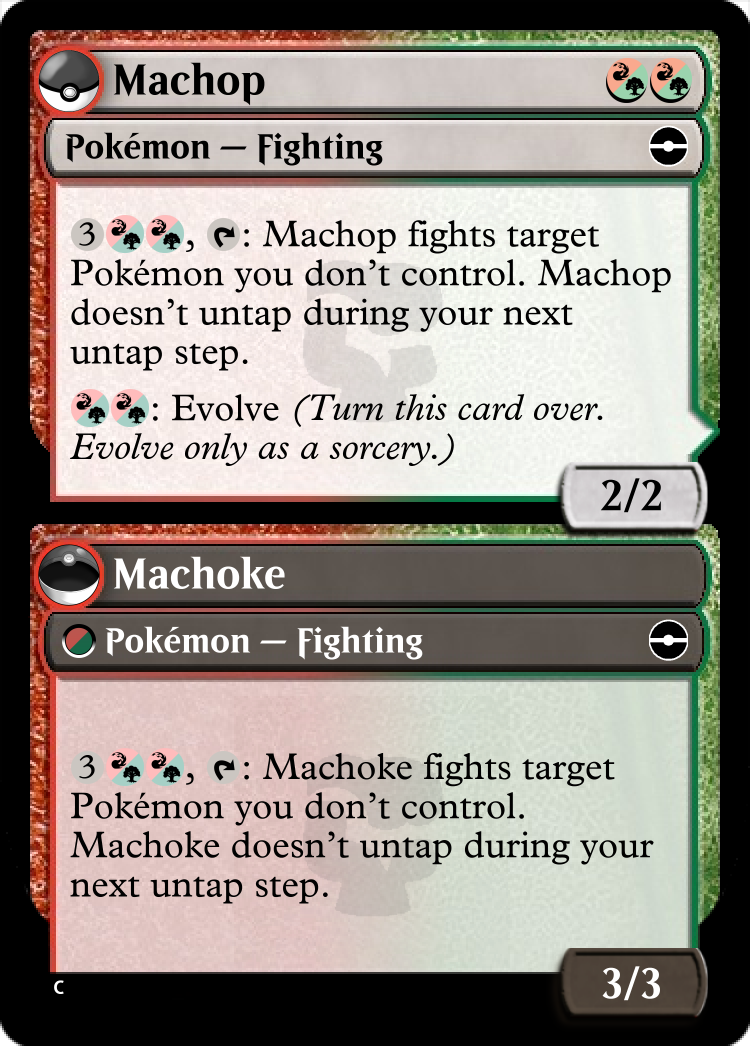 Machop
Pokémon — Fighting
3, : Machop fights target
Pokémon you don't control. Machop
doesn't untap during your next
untap step.
: Evolve (Turn this card over.
Evolve only as a sorcery.)
2/2
Machoke
Pokémon — Fighting
3, : Machoke fights target
Pokémon you don't control.
Machoke doesn't untap during your
next untap step.
3/3
C